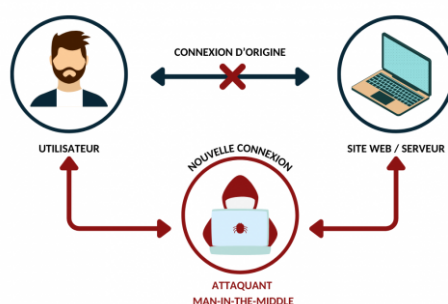 CONNEXION D'ORIGINE
UTILISATEUR
SITE WEB / SERVEUR
NOUVELLE CONNEXION
ATTAQUANT
MAN-IN-THE-MIDDLE